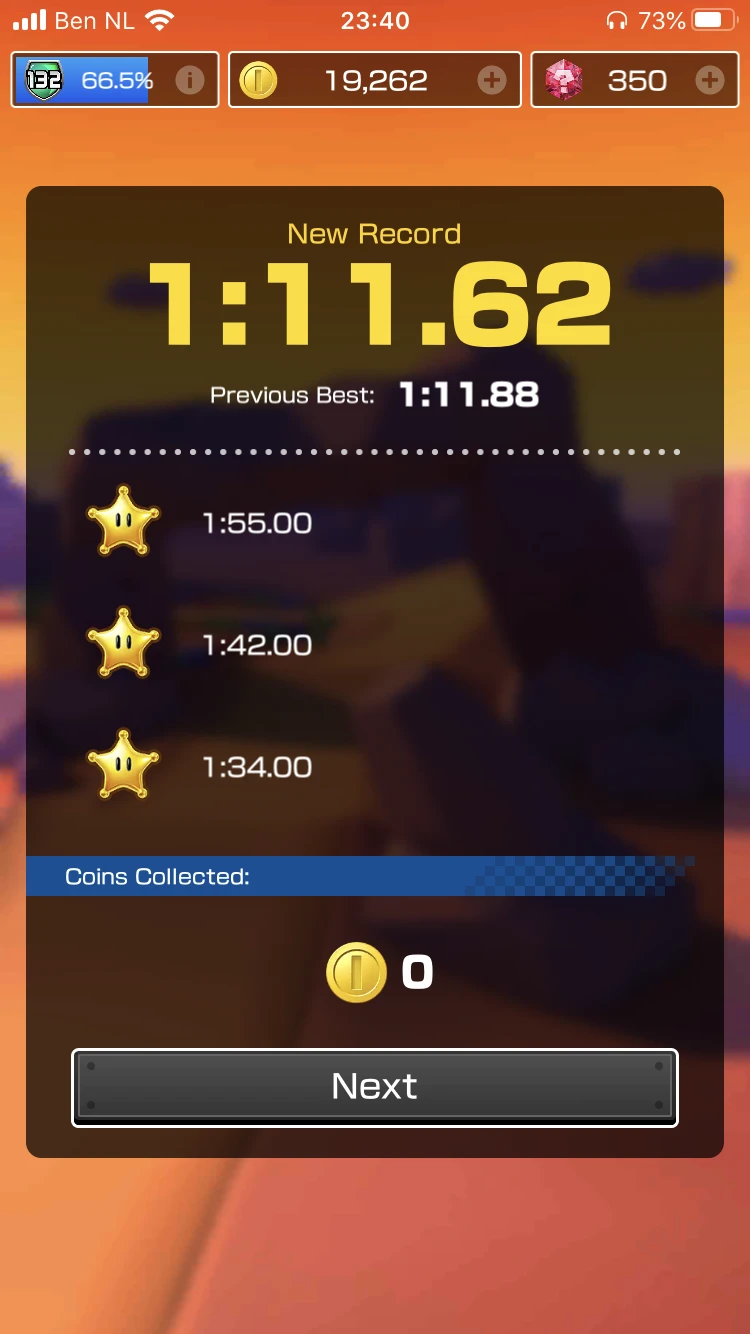 Ben NL 23:40 73%
132 66.5% i 19,262 + 350 +
New Record
1:11.62
Previous Best: 1:11.88
1:55.00
1:42.00
1:34.00
Coins Collected:
0
Next